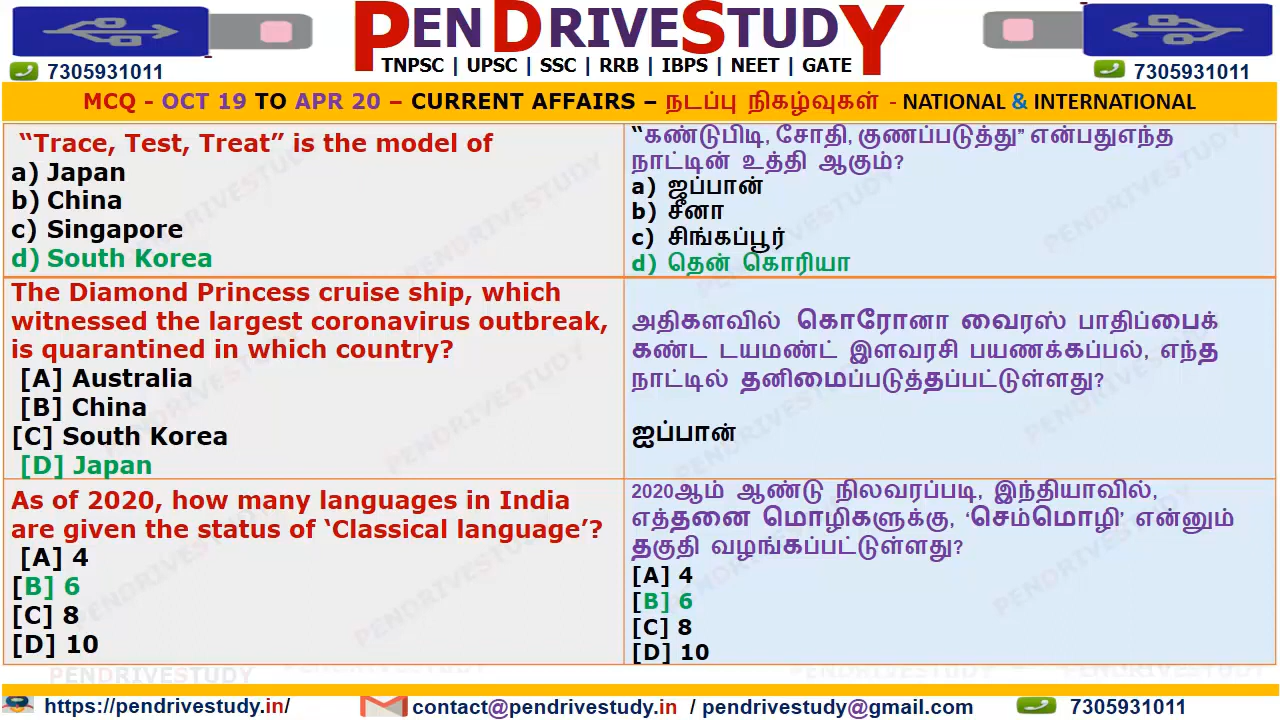 PENDRIVESTUDY
TNPSC | UPSC | SSC | RRB | IBPS | NEET | GATE
7305931011
7305931011
MCQ - OCT 19 TO APR 20 – CURRENT AFFAIRS – நடப்பு நிகழ்வுகள் - NATIONAL & INTERNATIONAL
“Trace, Test, Treat” is the model of
a) Japan
b) China
c) Singapore
d) South Korea
“கண்டுபிடி, சோதி, குணப்படுத்து” என்பதுஎந்த
நாட்டின் உத்தி ஆகும்?
a) ஜப்பான்
b) சீனா
c) சிங்கப்பூர்
d) தென் கொரியா
The Diamond Princess cruise ship, which
witnessed the largest coronavirus outbreak,
is quarantined in which country?
[A] Australia
[B] China
[C] South Korea
[D] Japan
அதிகளவில் கொரோனா வைரஸ் பாதிப்பைக்
கண்ட டயமண்ட் இளவரசி பயணக்கப்பல், எந்த
நாட்டில் தனிமைப்படுத்தப்பட்டுள்ளது?
ஐப்பான்
As of 2020, how many languages in India
are given the status of ‘Classical language’?
[A] 4
[B] 6
[C] 8
[D] 10
2020ஆம் ஆண்டு நிலவரப்படி, இந்தியாவில்,
எத்தனை மொழிகளுக்கு, ‘செம்மொழி’ என்னும்
தகுதி வழங்கப்பட்டுள்ளது?
[A] 4
[B] 6
[C] 8
[D] 10
PENDRIVESTUDY
https://pendrivestudy.in/
contact@pendrivestudy.in / pendrivestudy@gmail.com
7305931011